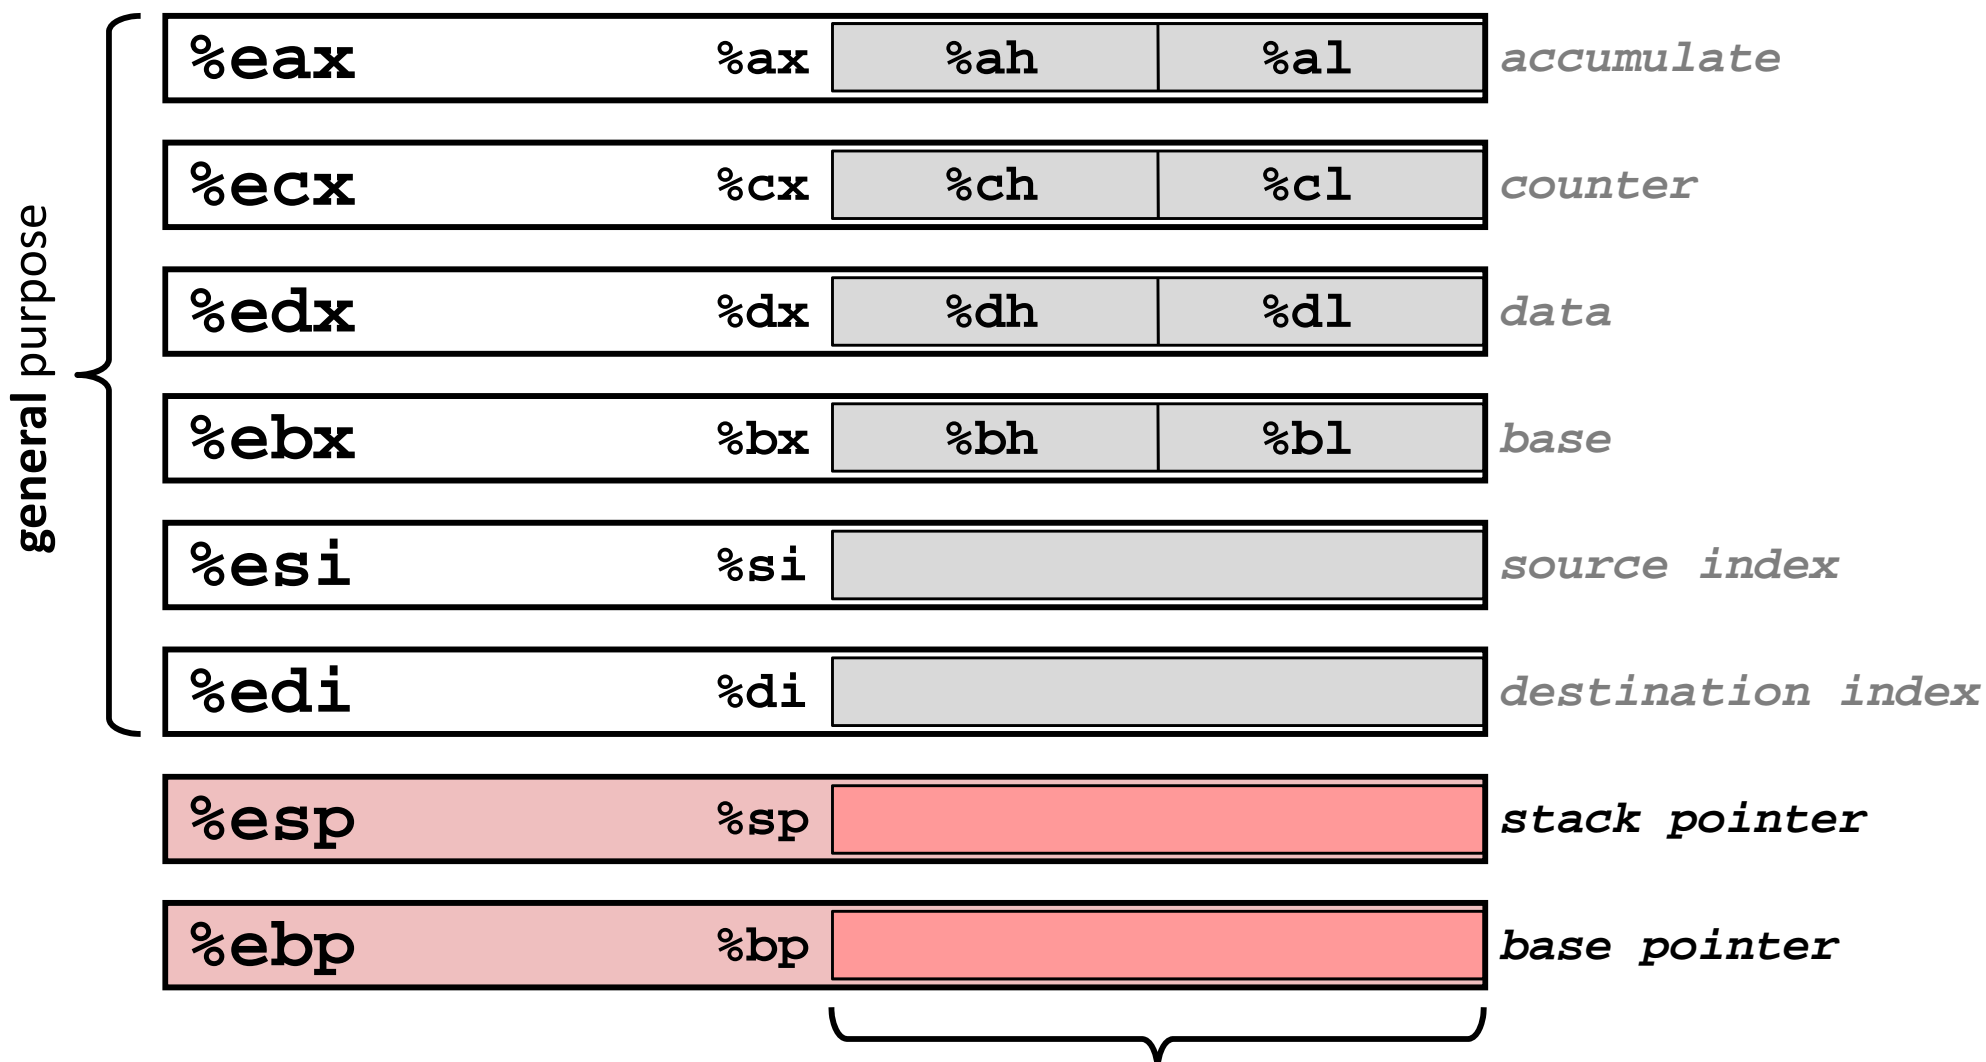 general purpose
%eax %ax %ah %al accumulate
%ecx %cx %ch %cl counter
%edx %dx %dh %dl data
%ebx %bx %bh %bl base
%esi %si source index
%edi %di destination index
%esp %sp stack pointer
%ebp %bp base pointer